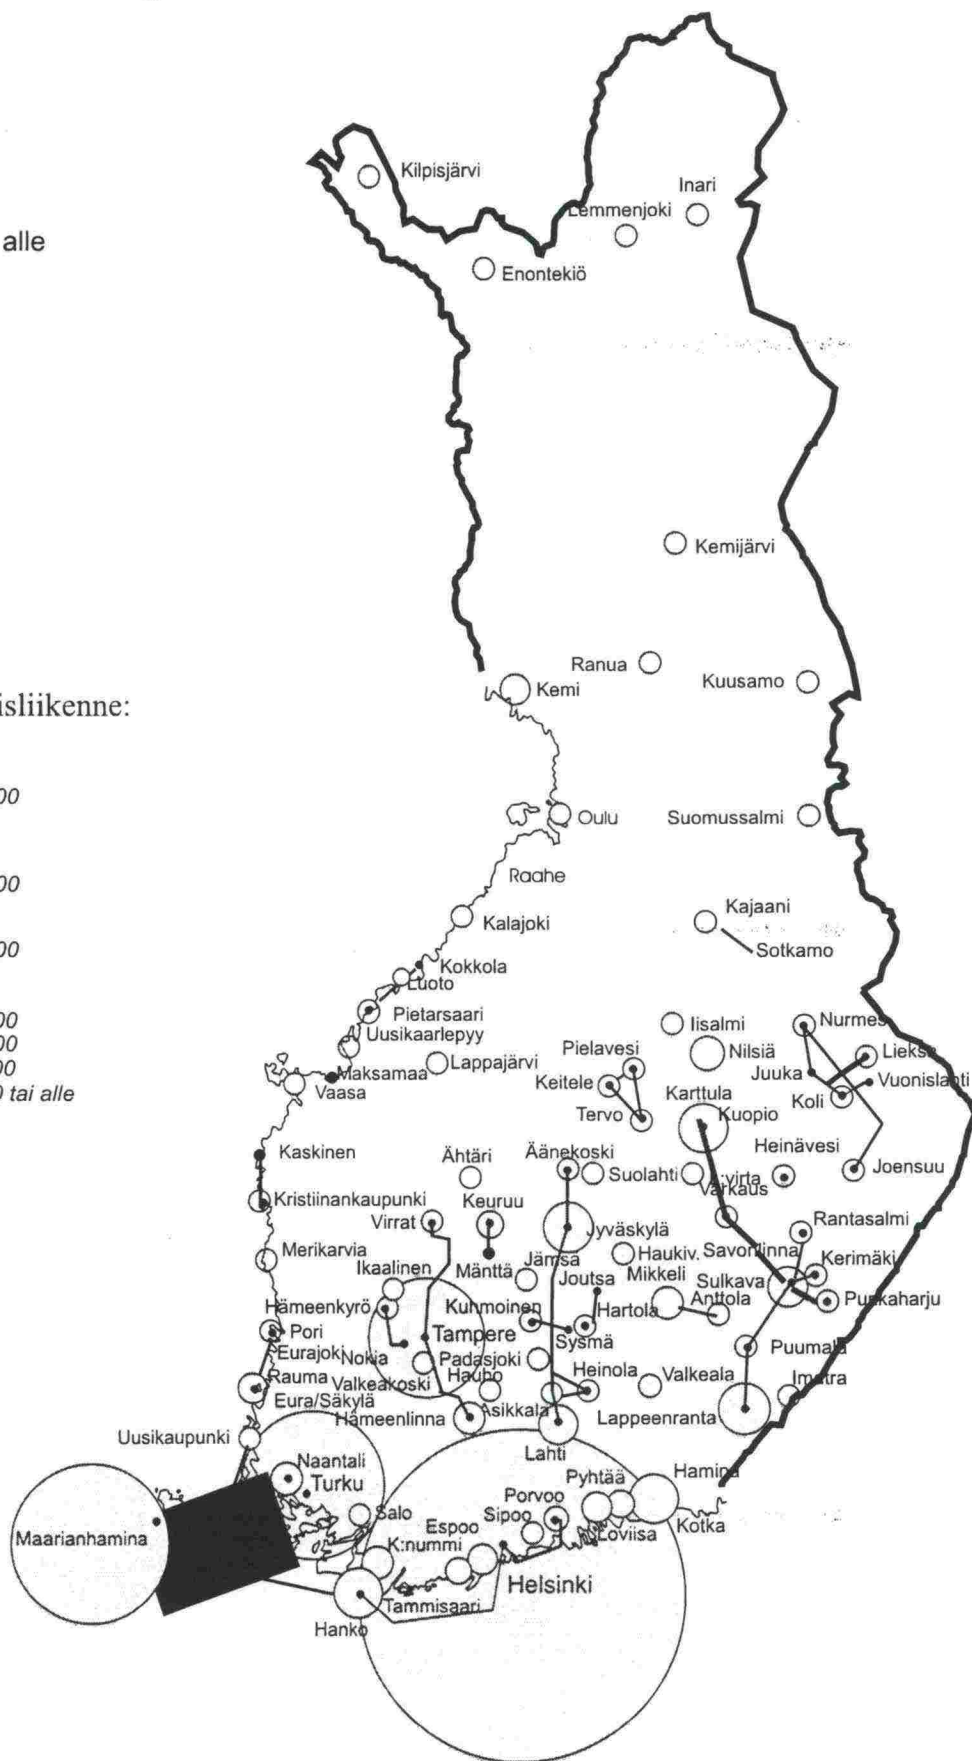 Kilpisjärvi
Inari
Lemmenjoki
alle
Enontekiö
Kemijärvi
Ranua
Kuusamo
Kemi
isliikenne:
00
Oulu
Suomussalmi
Raahe
00
Kajaani
Kalajoki
00
Sotkamo
Kokkola
Luoto
Pietarsaari
00
Iisalmi
Nurmes
Uusikaarlepyy
00
Nilsiä
Lieksa
Lappajärvi
Pielavesi
00
Maksamaa
Keitele
Juuka
Vuonislahti
0 tai alle
Vaasa
Karttula
Koli
Tervo
Kuopio
Kaskinen
Ähtäri
Äänekoski
Heinävesi
Suolahti
L:virta
Joensuu
Varkaus
Kristiinankaupunki
Keuruu
Virrat
Jyväskylä
Rantasalmi
Merikarvia
Haukiv.
Savonlinna
Ikaalinen
Mänttä
Jämsä
Kerimäki
Joutsa
Mikkeli
Sulkava
Hämeenkyrö
Kuhmoinen
Hartola
Anttola
Punkaharju
Pori
Tampere
Sysmä
Eurajoki
Nokia
Padasjoki
Puumala
Rauma
Valkeakoski
Hauho
Heinola
Valkeala
Imatra
Eura/Säkylä
Hämeenlinna
Asikkala
Lappeenranta
Uusikaupunki
Lahti
Naantali
Turku
Pyhtää
Hamina
Porvoo
Salo
Sipoo
Maarianhamina
Espoo
Loviisa
Kotka
K:nummi
Helsinki
Tammisaari
Hanko